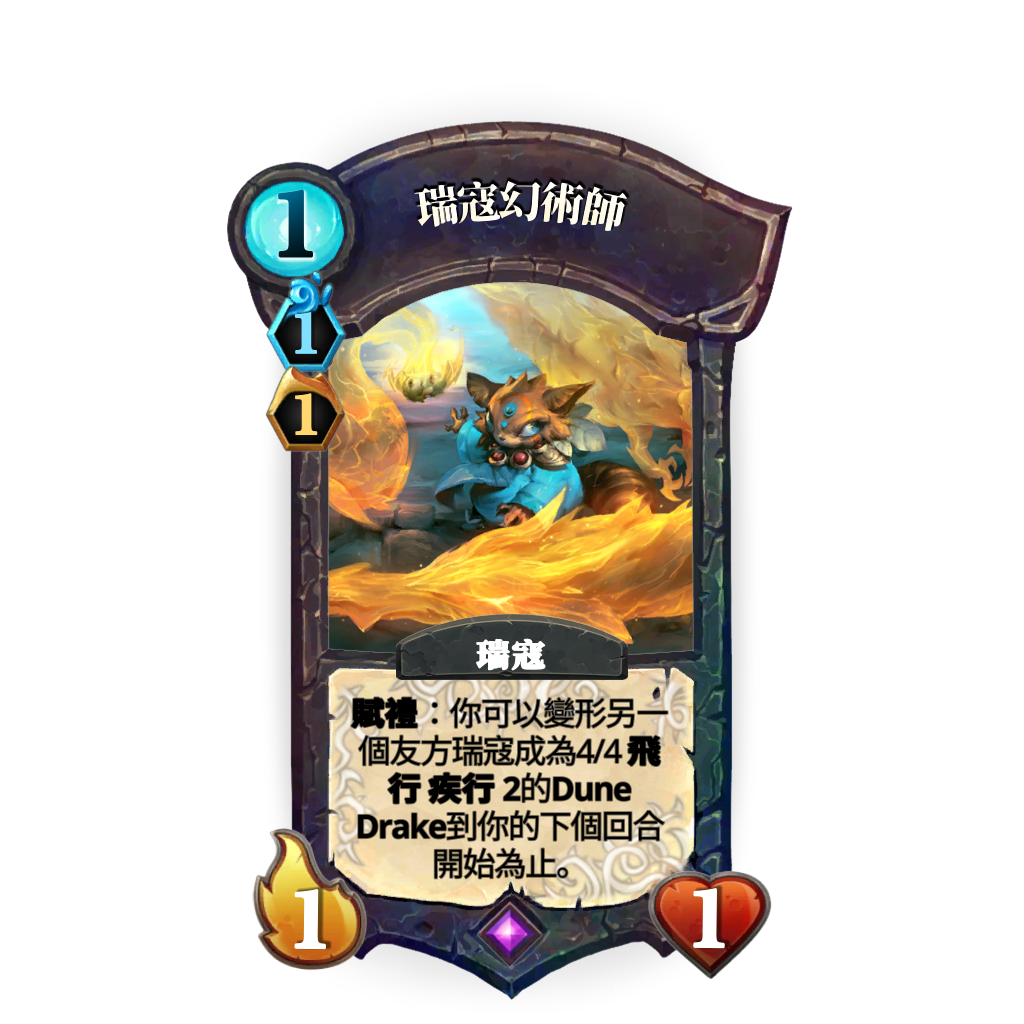 1
瑞寇幻術師
1
1
瑞寇
賦禮：你可以變形另一
個友方瑞寇成為4/4 飛
行 疾行 2的Dune
Drake到你的下個回合
開始為止。
1
1